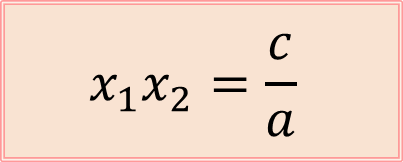 x₁x₂ = c/a